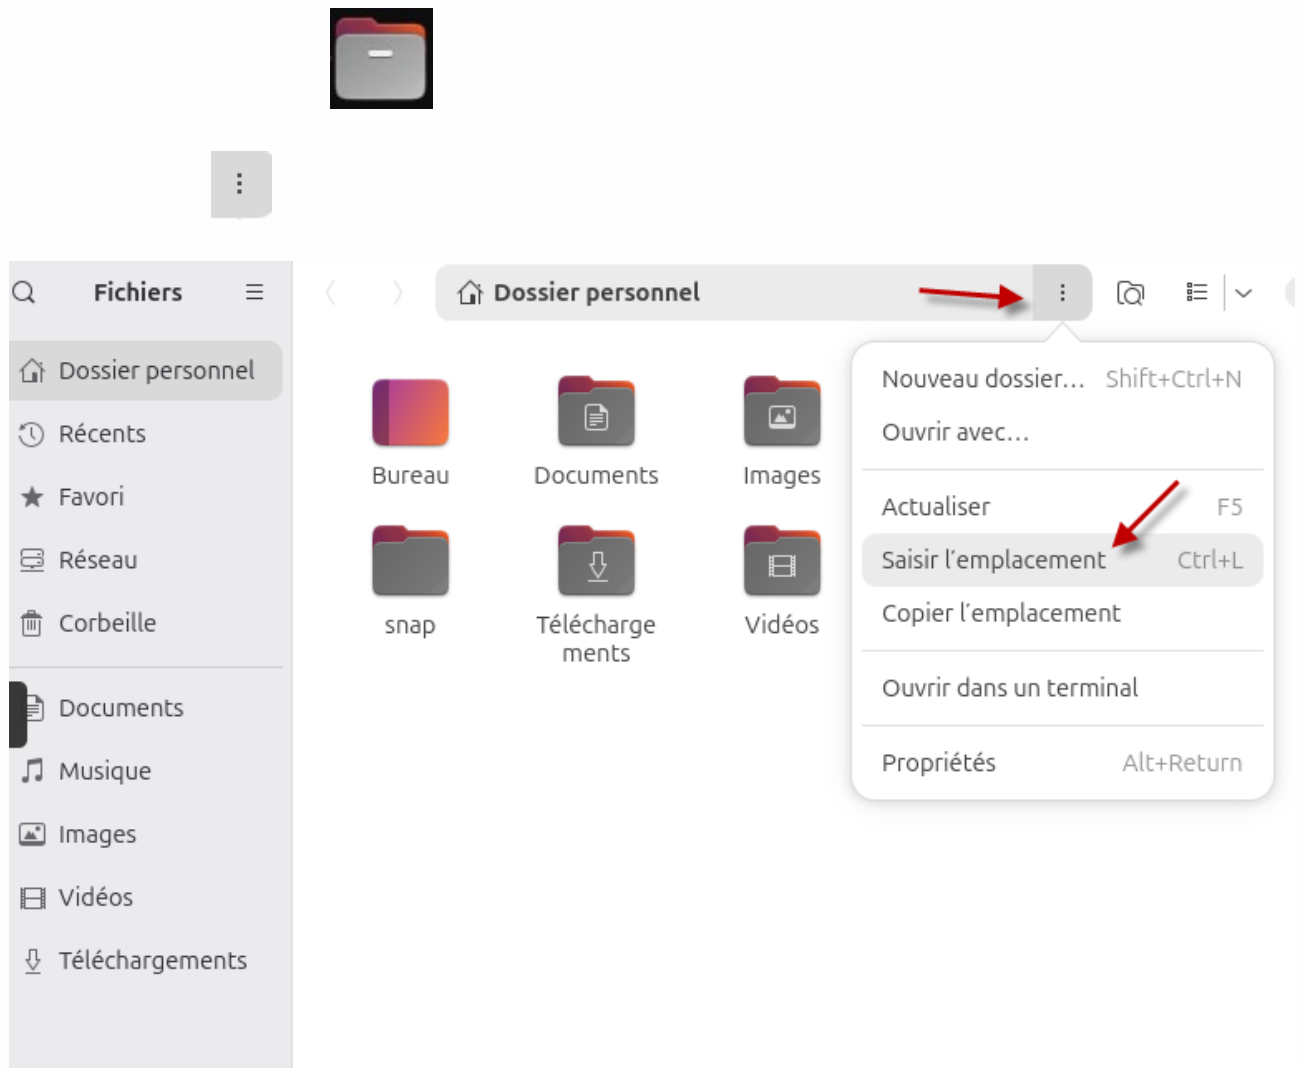 Fichiers
Dossier personnel
Dossier personnel
Récents
Favori
Réseau
Corbeille
Documents
Musique
Images
Vidéos
Téléchargements
Bureau
Documents
Images
snap
Télécharge
ments
Vidéos
Nouveau dossier... Shift+Ctrl+N
Ouvrir avec...
Actualiser F5
Saisir l'emplacement Ctrl+L
Copier l'emplacement
Ouvrir dans un terminal
Propriétés Alt+Return